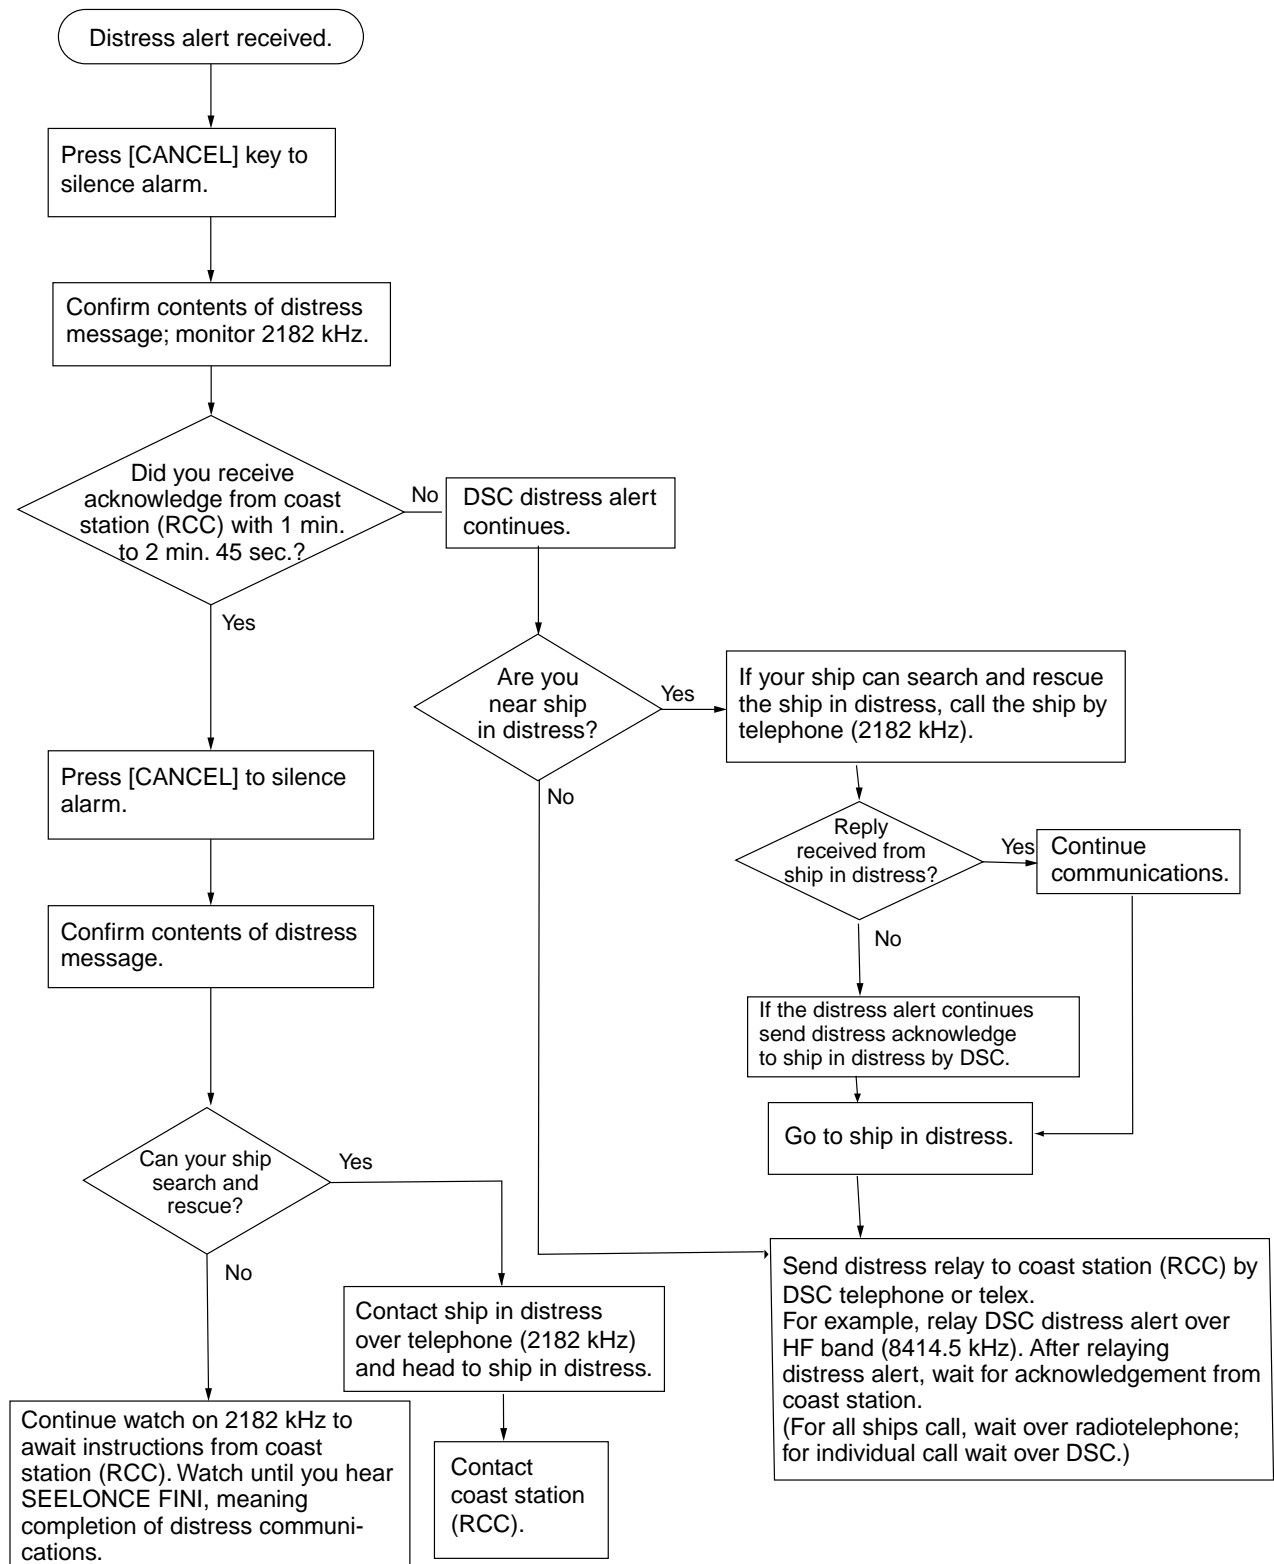 Distress alert received.
Press [CANCEL] key to
silence alarm.
Confirm contents of distress
message; monitor 2182 kHz.
Did you receive
acknowledge from coast
station (RCC) with 1 min.
to 2 min. 45 sec.?
No
DSC distress alert
continues.
Yes
Are you
near ship
in distress?
Yes
If your ship can search and rescue
the ship in distress, call the ship by
telephone (2182 kHz).
No
Press [CANCEL] to silence
alarm.
Reply
received from
ship in distress?
Yes
Continue
communications.
No
Confirm contents of distress
message.
If the distress alert continues
send distress acknowledge
to ship in distress by DSC.
Go to ship in distress.
Can your ship
search and
rescue?
Yes
No
Send distress relay to coast station (RCC) by
DSC telephone or telex.
For example, relay DSC distress alert over
HF band (8414.5 kHz). After relaying
distress alert, wait for acknowledgement from
coast station.
(For all ships call, wait over radiotelephone;
for individual call wait over DSC.)
Contact ship in distress
over telephone (2182 kHz)
and head to ship in distress.
Continue watch on 2182 kHz to
await instructions from coast
station (RCC). Watch until you hear
SEELONCE FINI, meaning
completion of distress communi-
cations.
Contact
coast station
(RCC).